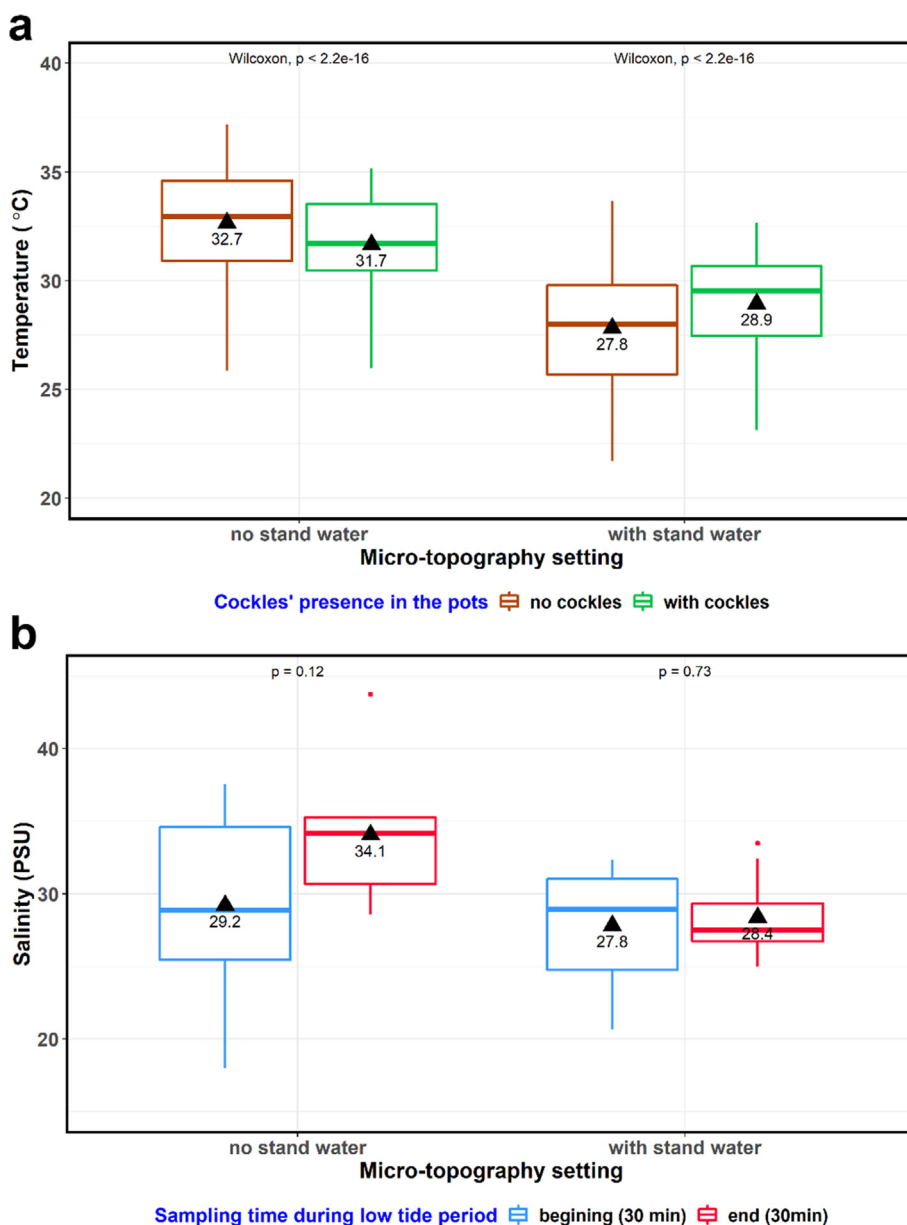 a
Wilcoxon, p < 2.2e-16 Wilcoxon, p < 2.2e-16
40
35
30
25
20
Temperature ( °C)
32.7
31.7
27.8
28.9
no stand water with stand water
Micro-topography setting
Cockles' presence in the pots no cockles with cockles
b
p = 0.12 p = 0.73
40
30
20
Salinity (PSU)
29.2
34.1
27.8
28.4
no stand water with stand water
Micro-topography setting
Sampling time during low tide period begining (30 min) end (30min)